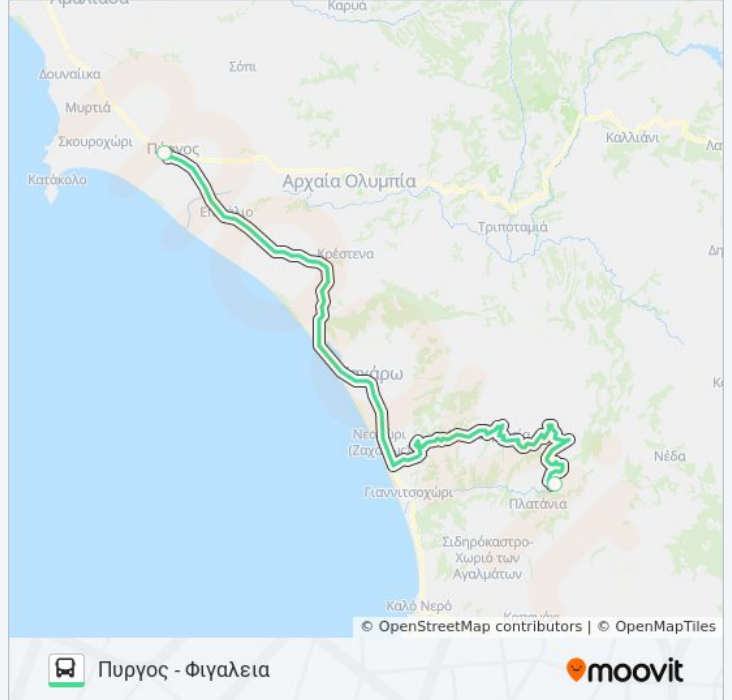 Καρυά
Δουναίικα
Σόπι
Μυρτιά
Σκουροχώρι
Καλλιάνι
Κατάκολο
Αρχαία Ολυμπία
Τριποταμιά
Κρέστενα
Νέδα
Γιαννιτσοχώρι
Πλατάνια
Σιδηρόκαστρο-
Χωριό των
Αγαλμάτων
Καλό Νερό
© OpenStreetMap contributors | © OpenMapTiles
Πυργος - Φιγαλεια
moovit